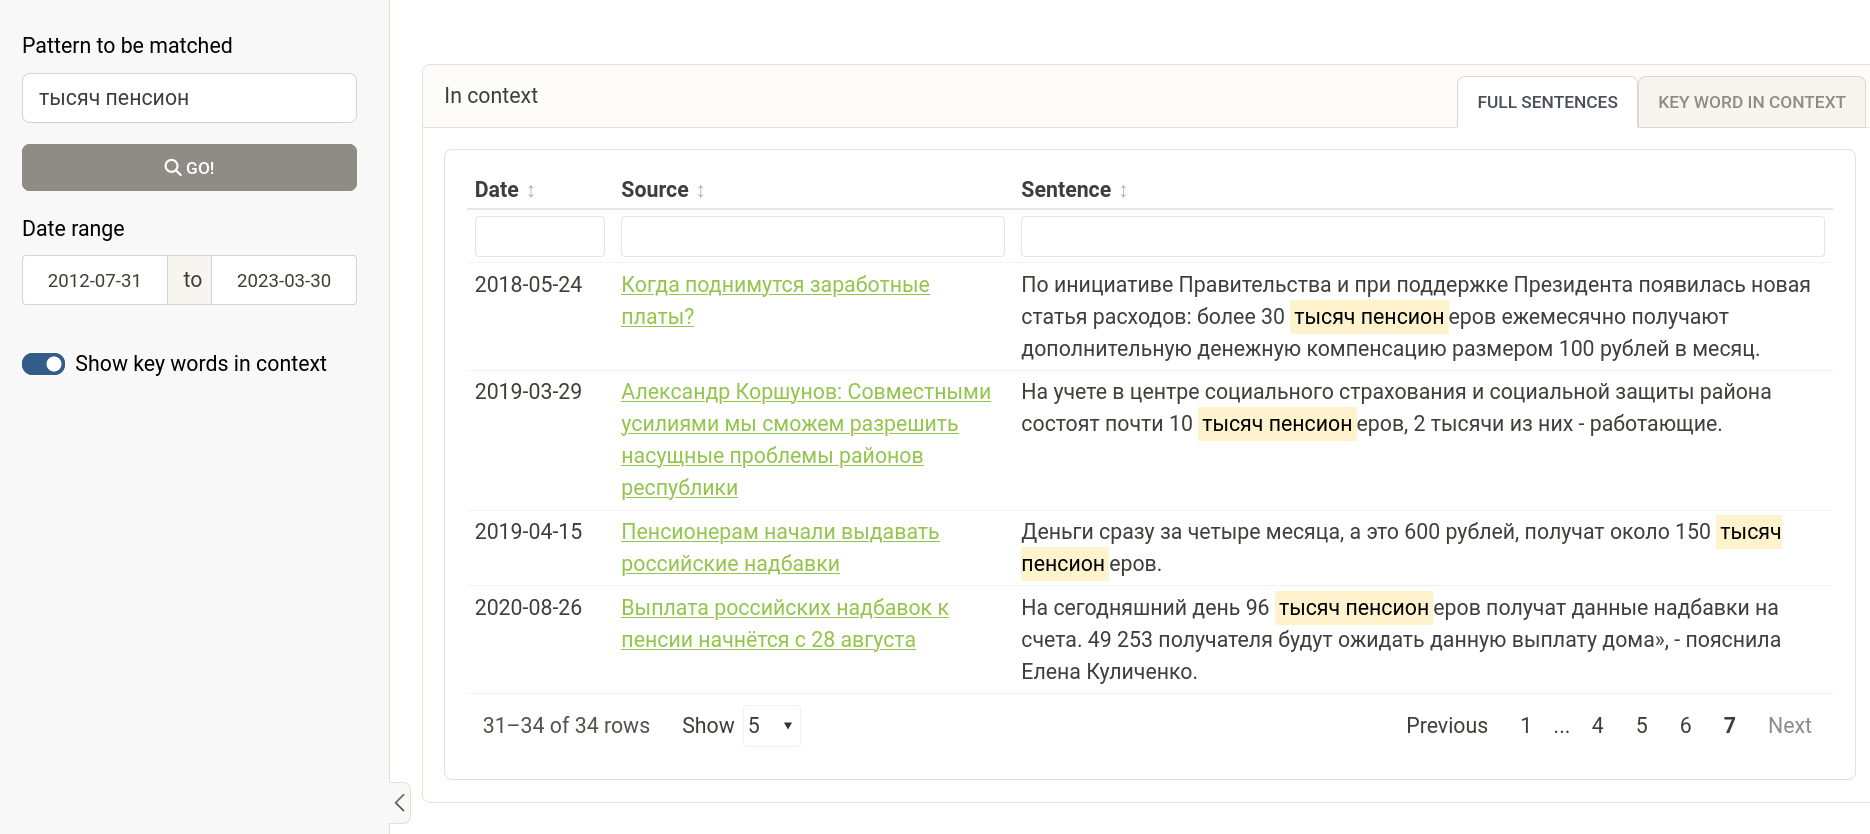 Pattern to be matched
тысяч пенсион
GO!
Date range
2012-07-31 to 2023-03-30
Show key words in context
In context
FULL SENTENCES
KEY WORD IN CONTEXT
Date ↕ Source ↕ Sentence ↕
2018-05-24
Когда поднимутся заработные
платы?
По инициативе Правительства и при поддержке Президента появилась новая
статья расходов: более 30 тысяч пенсионеров ежемесячно получают
дополнительную денежную компенсацию размером 100 рублей в месяц.
2019-03-29
Александр Коршунов: Совместными
усилиями мы сможем разрешить
насущные проблемы районов
республики
На учете в центре социального страхования и социальной защиты района
состоят почти 10 тысяч пенсионеров, 2 тысячи из них - работающие.
2019-04-15
Пенсионерам начали выдавать
российские надбавки
Деньги сразу за четыре месяца, а это 600 рублей, получат около 150 тысяч
пенсионеров.
2020-08-26
Выплата российских надбавок к
пенсии начнётся с 28 августа
На сегодняшний день 96 тысяч пенсионеров получат данные надбавки на
счета. 49 253 получателя будут ожидать данную выплату дома», - пояснила
Елена Куличенко.
31–34 of 34 rows Show 5 Previous 1 ... 4 5 6 7 Next